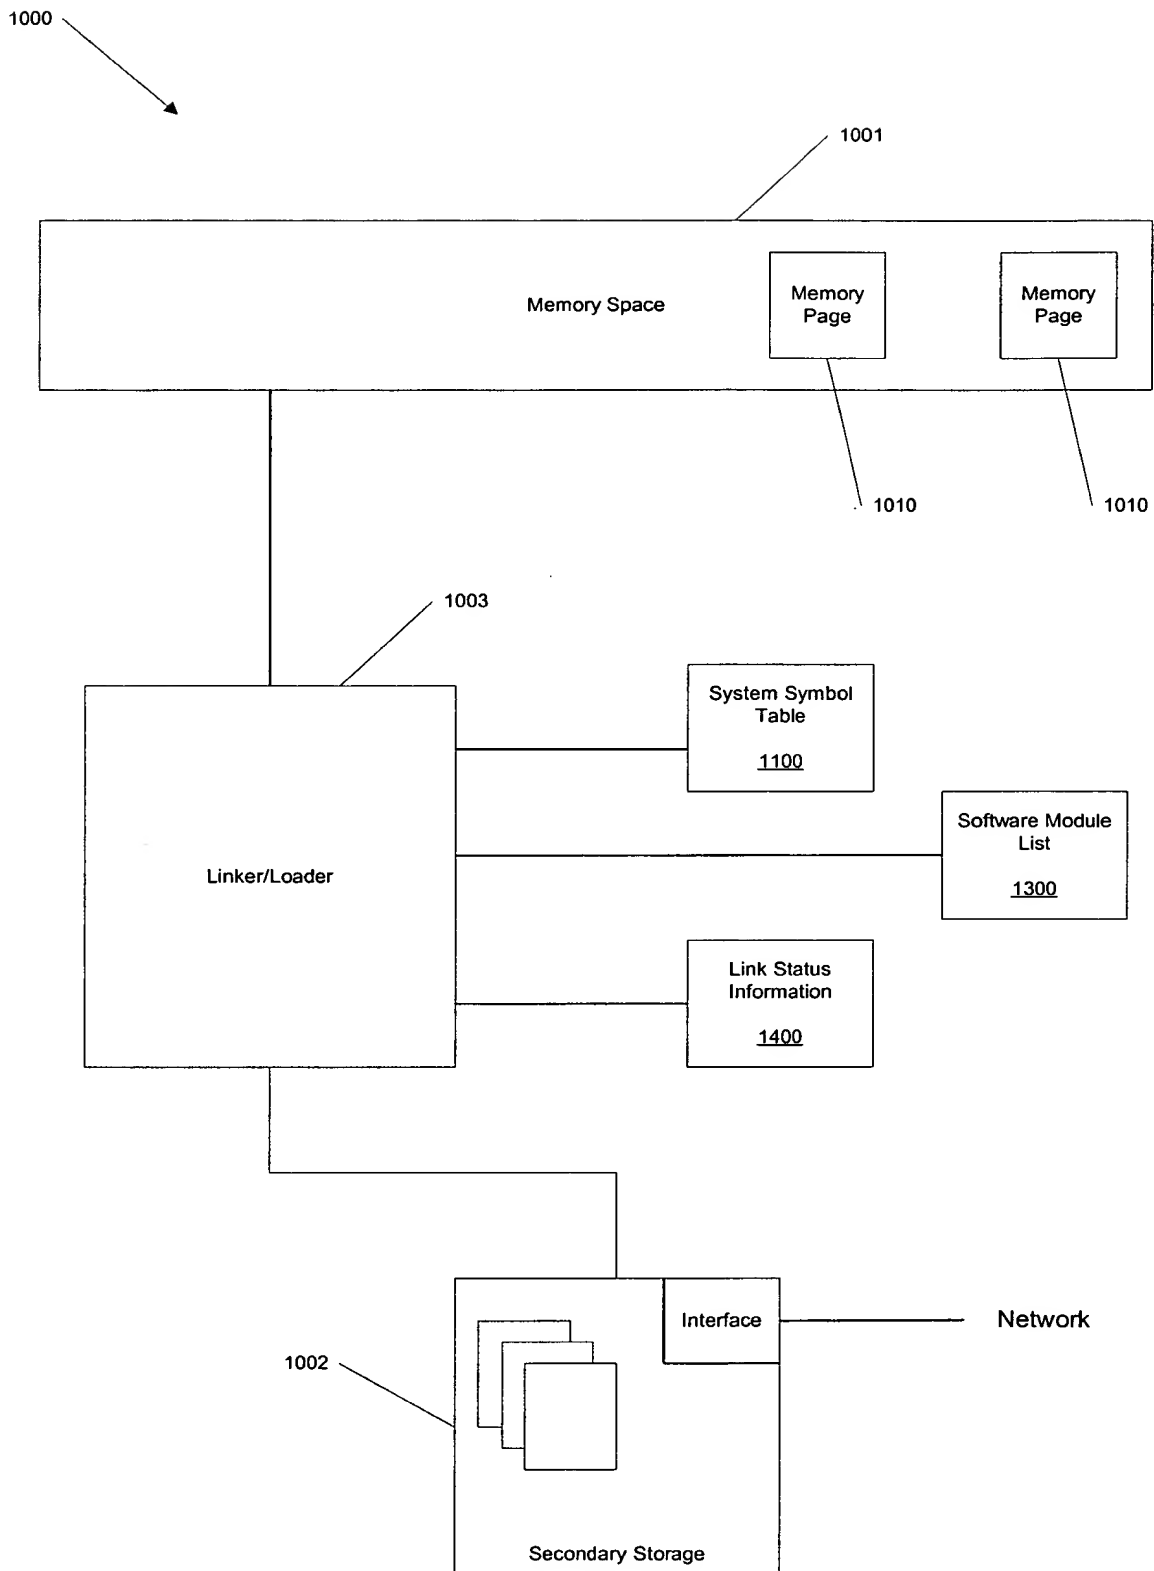 1000
1001
Memory Space
Memory
Page
Memory
Page
1010
1010
1003
System Symbol
Table
1100
Software Module
List
1300
Linker/Loader
Link Status
Information
1400
Interface
Network
1002
Secondary Storage